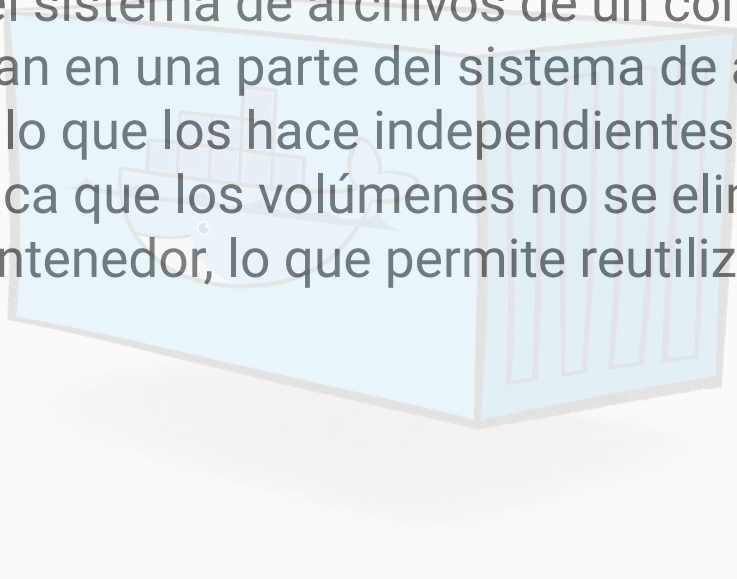 el sistema de archivos de un con
an en una parte del sistema de a
lo que los hace independientes
ca que los volúmenes no se elim
ntenedor, lo que permite reutiliz